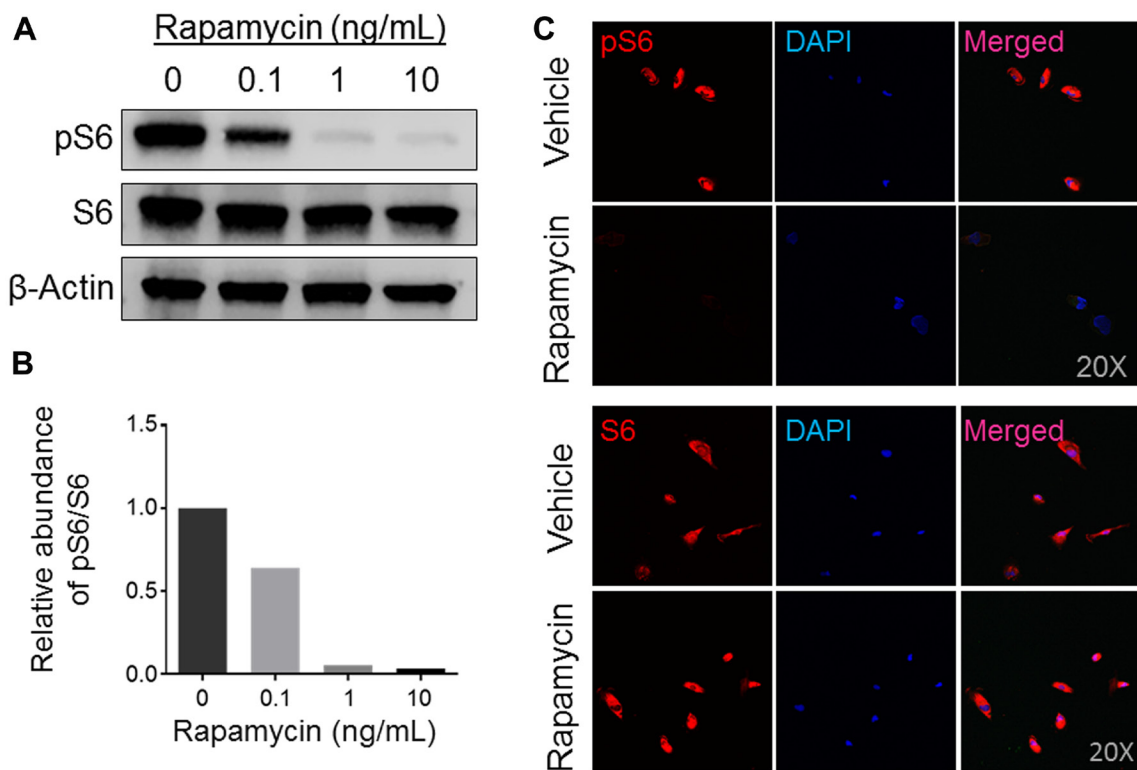 A
Rapamycin (ng/mL)
0 0.1 1 10
pS6
S6
β-Actin
B
1.5
1.0
0.5
0.0
Relative abundance
of pS6/S6
0 0.1 1 10
Rapamycin (ng/mL)
C
pS6 DAPI Merged
Vehicle
Rapamycin
20X
S6 DAPI Merged
Vehicle
Rapamycin
20X